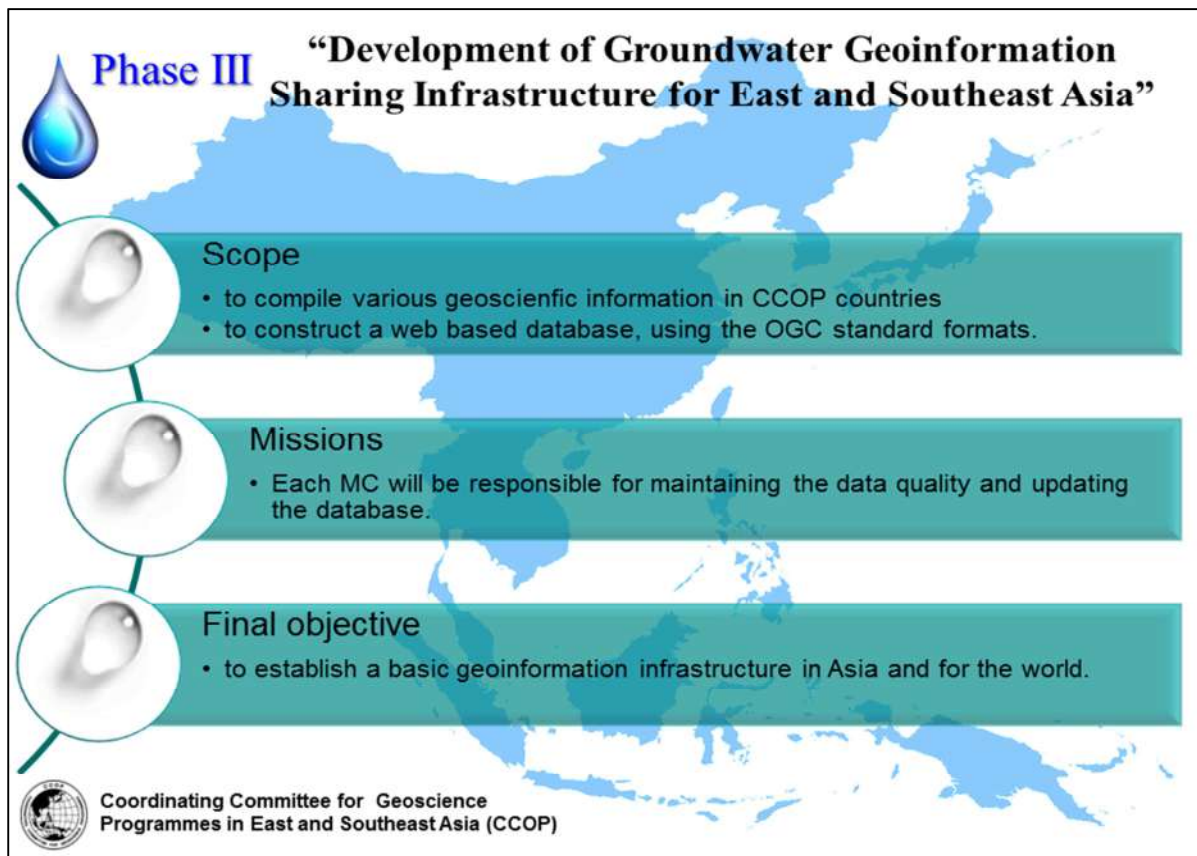 Phase III
“Development of Groundwater Geoinformation
Sharing Infrastructure for East and Southeast Asia”
Scope
• to compile various geoscienfic information in CCOP countries
• to construct a web based database, using the OGC standard formats.
Missions
• Each MC will be responsible for maintaining the data quality and updating
the database.
Final objective
• to establish a basic geoinformation infrastructure in Asia and for the world.
CCOP
Coordinating Committee for Geoscience
Programmes in East and Southeast Asia (CCOP)